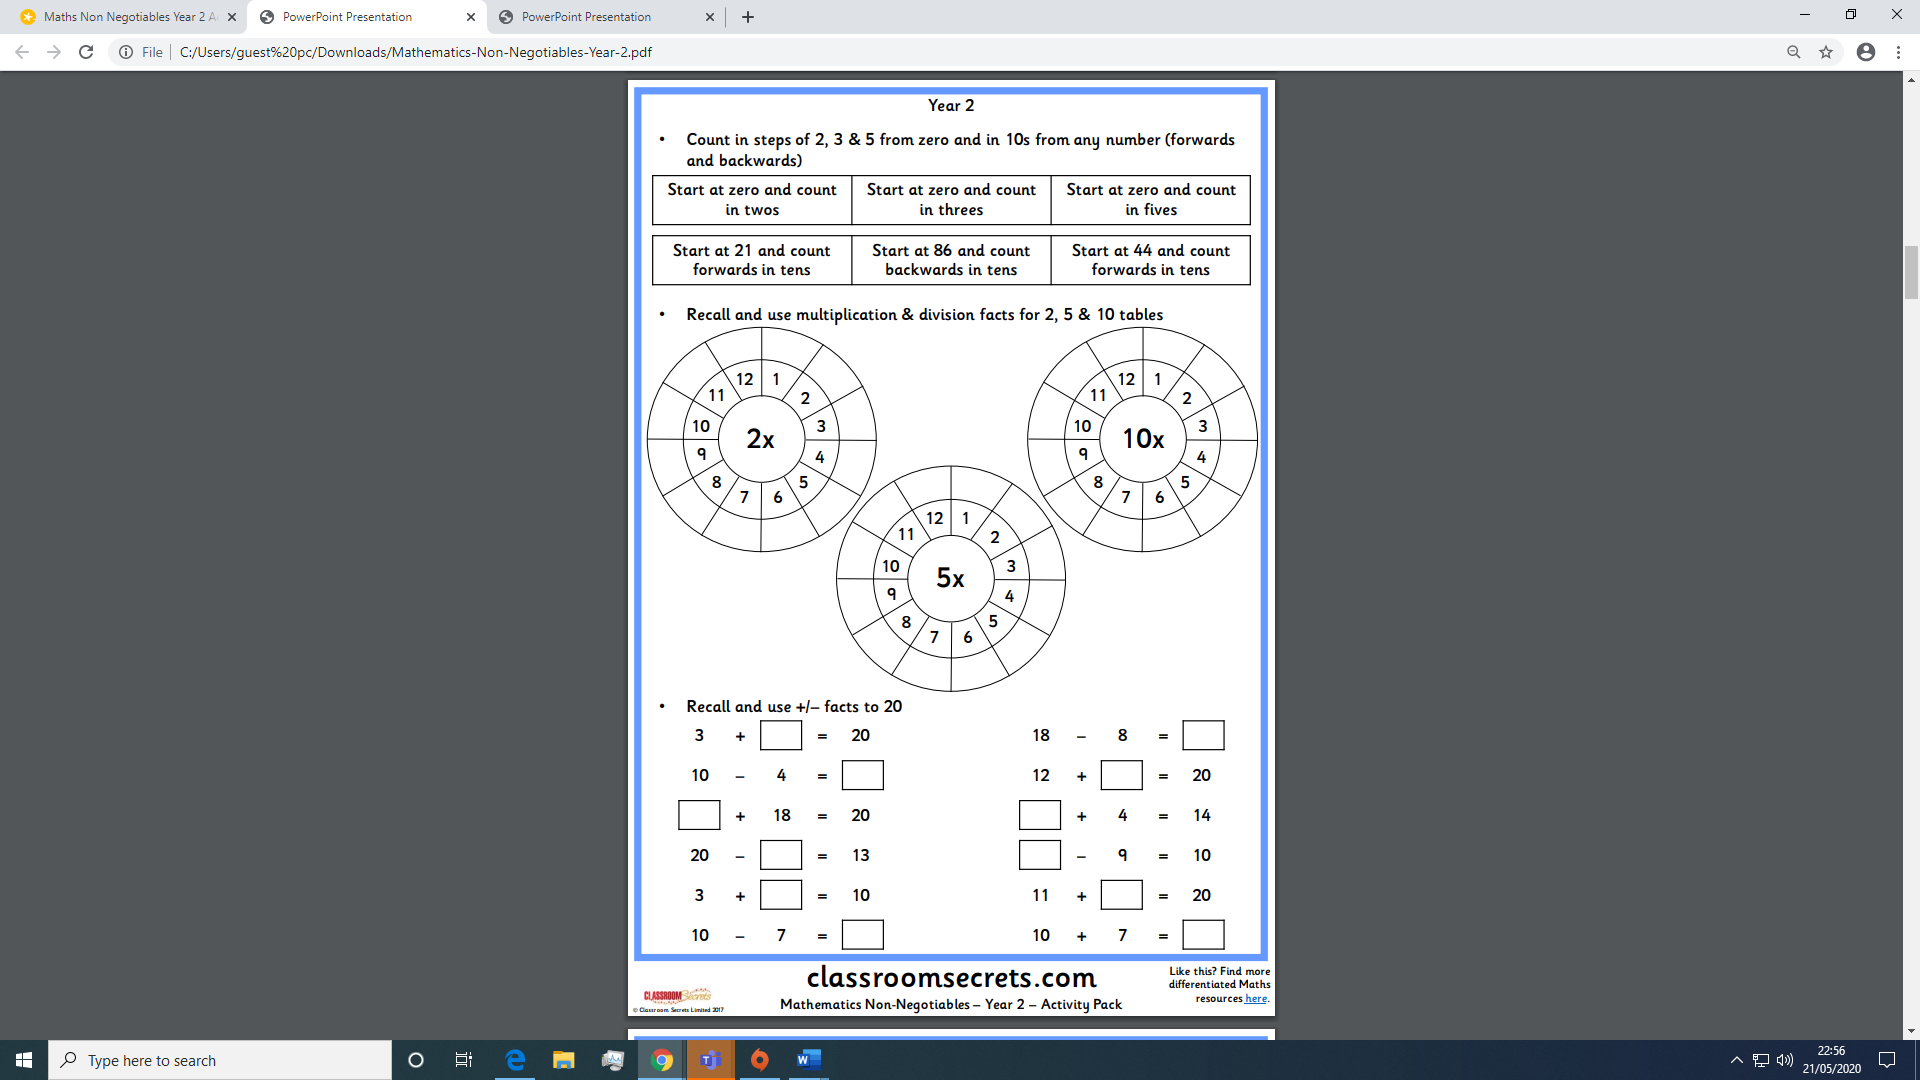 Maths Non Negotiables Year 2 A
PowerPoint Presentation
PowerPoint Presentation
File
C:/Users/guest%20pc/Downloads/Mathematics-Non-Negotiables-Year-2.pdf
Year 2
• Count in steps of 2, 3 & 5 from zero and in 10s from any number (forwards
and backwards)
Start at zero and count
in twos
Start at zero and count
in threes
Start at zero and count
in fives
Start at 21 and count
forwards in tens
Start at 86 and count
backwards in tens
Start at 44 and count
forwards in tens
• Recall and use multiplication & division facts for 2, 5 & 10 tables
2x
1
2
3
4
5
6
7
8
9
10
11
12
10x
1
2
3
4
5
6
7
8
9
10
11
12
5x
1
2
3
4
5
6
7
8
9
10
11
12
• Recall and use +/– facts to 20
3 + = 20
18 – 8 =
10 – 4 =
12 + = 20
+ 18 = 20
+ 4 = 14
20 – = 13
– 9 = 10
3 + = 10
11 + = 20
10 – 7 =
10 + 7 =
CLASSROOM Secrets
© Classroom Secrets Limited 2017
classroomsecrets.com
Mathematics Non-Negotiables – Year 2 – Activity Pack
Like this? Find more
differentiated Maths
resources here.
Type here to search
22:56
21/05/2020